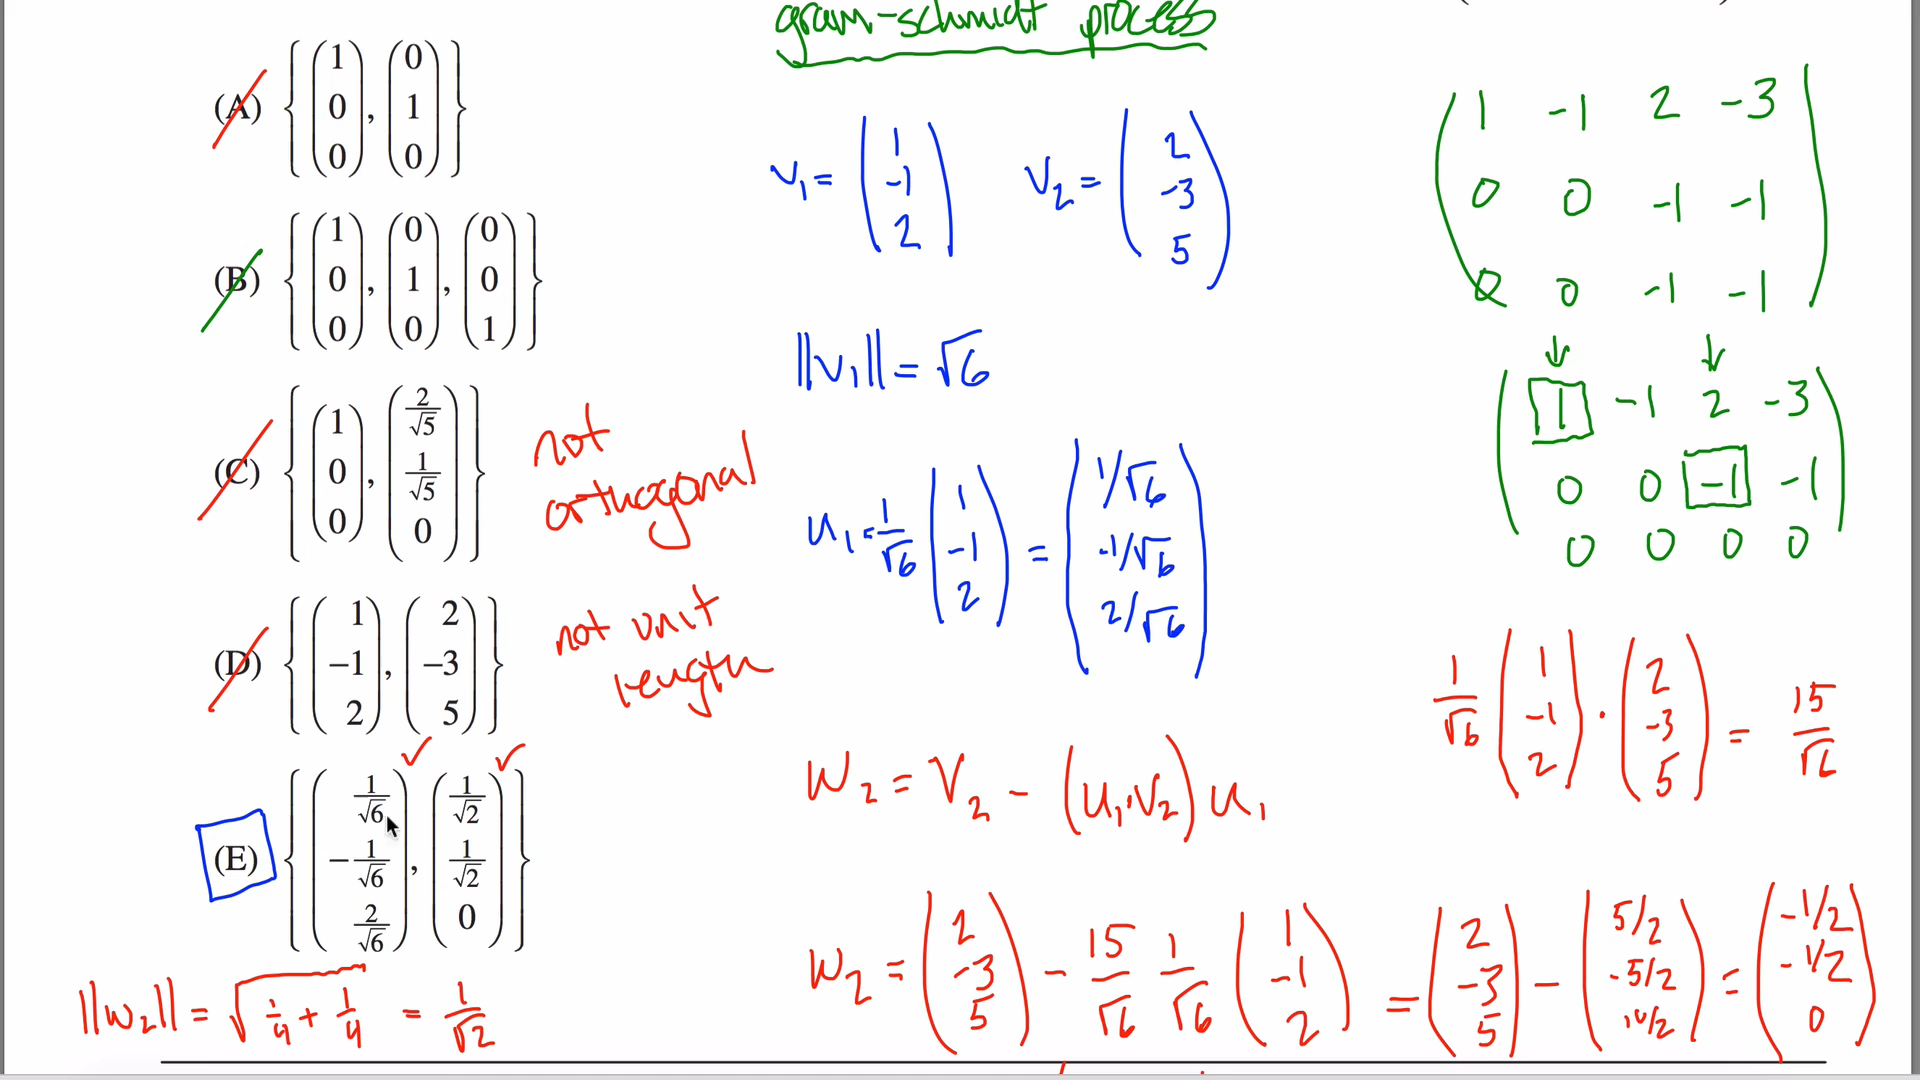 gram-schmidt process
(A) { (1 0 0), (0 1 0) }
(B) { (1 0 0), (0 1 0), (0 0 1) }
(C) { (1 0 0), (2/√5 1/√5 0) }
not
orthogonal
(D) { (1 −1 2), (2 −3 5) }
not unit
length
✓ ✓
(E) { (1/√6 −1/√6 2/√6), (1/√2 1/√2 0) }
||w₂|| = √(1/4 + 1/4) = 1/√2
v₁ = (1 -1 2) v₂ = (2 -3 5)
||v₁|| = √6
u₁ = 1/√6 (1 -1 2) = (1/√6 -1/√6 2/√6)
w₂ = v₂ - (u₁·v₂) u₁
w₂ = (2 -3 5) - 15/√6 1/√6 (1 -1 2) = (2 -3 5) - (5/2 -5/2 10/2) = (-1/2 -1/2 0)
1 -1 2 -3
0 0 -1 -1
0 0 -1 -1
↓ ↓
1 -1 2 -3
0 0 -1 -1
0 0 0 0
1/√6 (1 -1 2) · (2 -3 5) = 15/√6